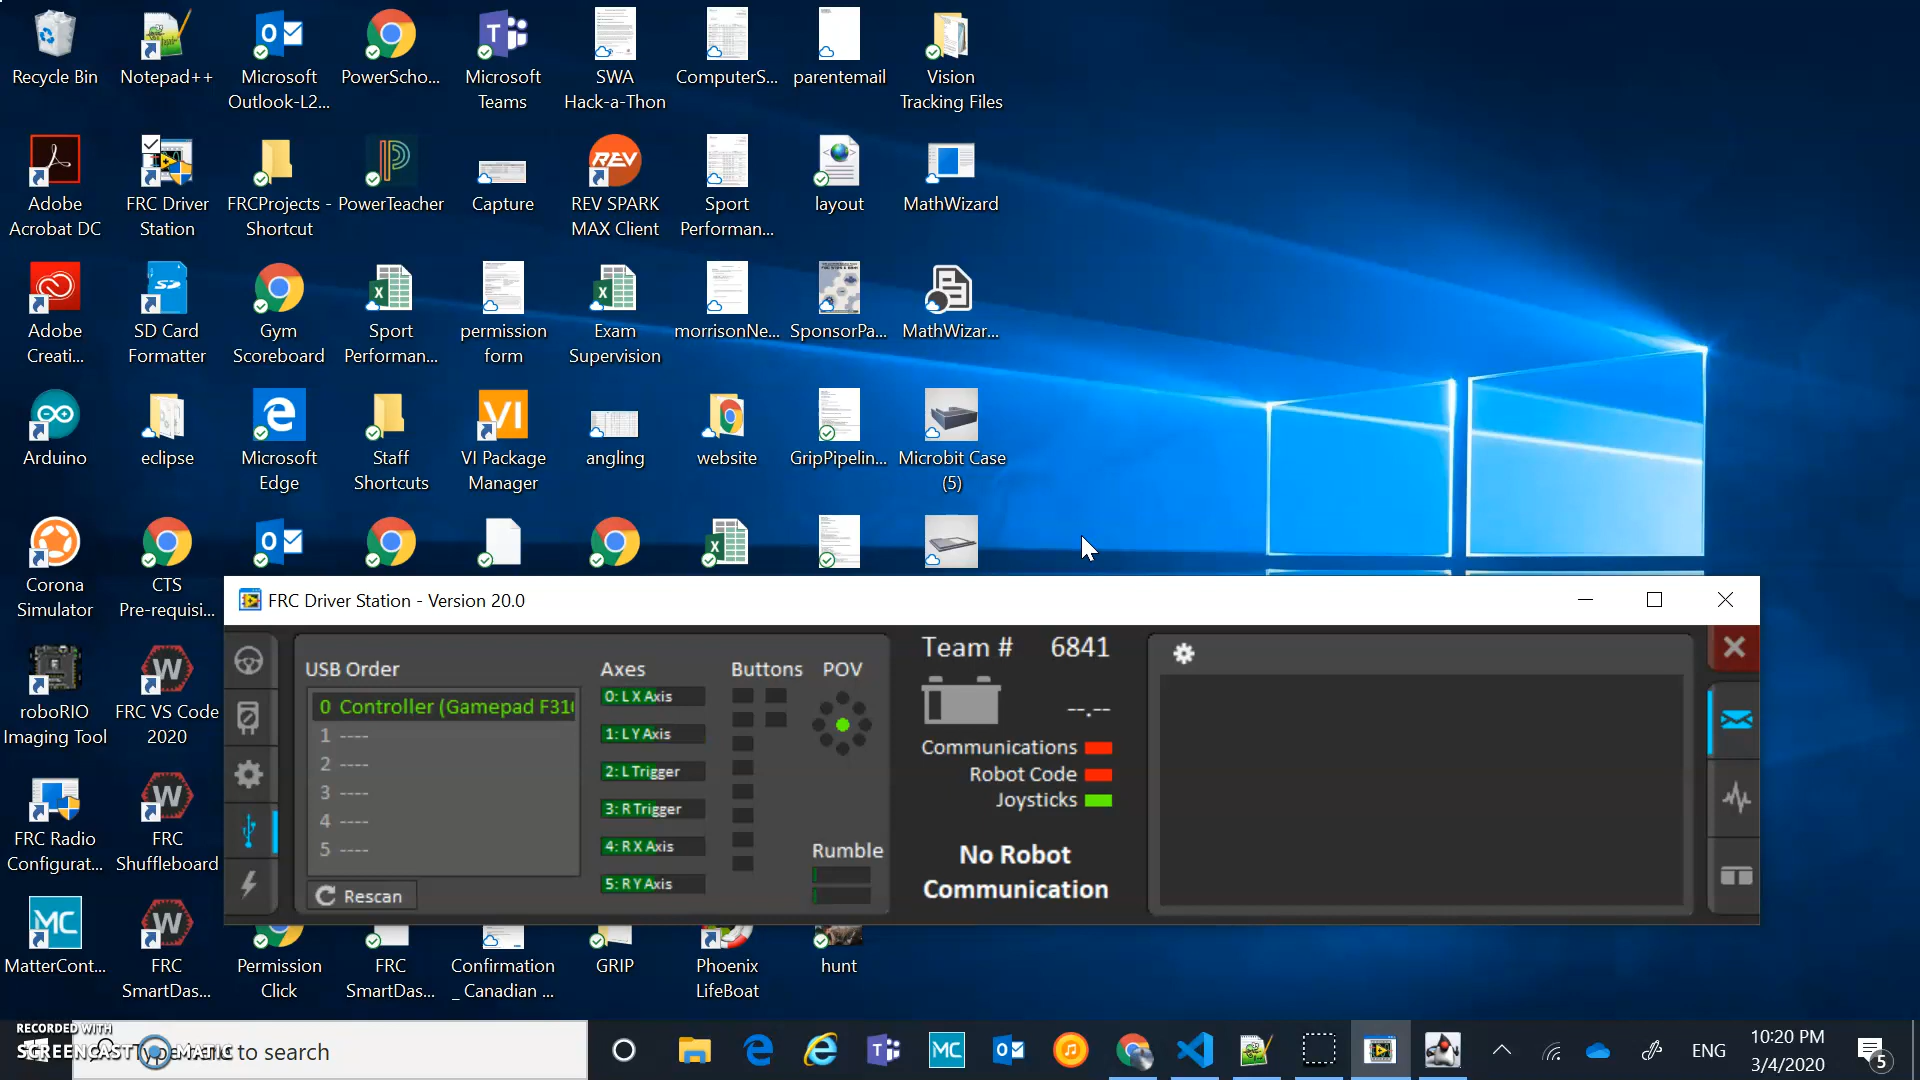 Recycle Bin
Notepad++
Microsoft
Outlook-L2...
PowerScho...
Microsoft
Teams
SWA
Hack-a-Thon
ComputerS...
parentemail
Vision
Tracking Files
Adobe
Acrobat DC
FRC Driver
Station
FRCProjects -
Shortcut
PowerTeacher
Capture
REV
REV SPARK
MAX Client
Sport
Performan...
layout
MathWizard
Adobe
Creati...
SD Card
Formatter
Gym
Scoreboard
Sport
Performan...
permission
form
Exam
Supervision
morrisonNe...
SponsorPa...
MathWizar...
Arduino
eclipse
Microsoft
Edge
Staff
Shortcuts
VI
VI Package
Manager
angling
website
GripPipelin...
Microbit Case
(5)
Corona
Simulator
CTS
Pre-requisi...
FRC Driver Station - Version 20.0
roboRIO
Imaging Tool
FRC VS Code
2020
FRC Radio
Configurat...
FRC
Shuffleboard
USB Order
0 Controller (Gamepad F31
1 ----
2 ----
3 ----
4 ----
5 ----
Rescan
Axes
0: L X Axis
1: L Y Axis
2: L Trigger
3: R Trigger
4: R X Axis
5: R Y Axis
Buttons
POV
Rumble
Team # 6841
--.--
Communications
Robot Code
Joysticks
No Robot
Communication
MC
MatterCont...
FRC
SmartDas...
Permission
Click
FRC
SmartDas...
Confirmation
_ Canadian ...
GRIP
Phoenix
LifeBoat
hunt
RECORDED WITH
SCREENCAST MATIC
to search
MC
ENG
10:20 PM
3/4/2020
5